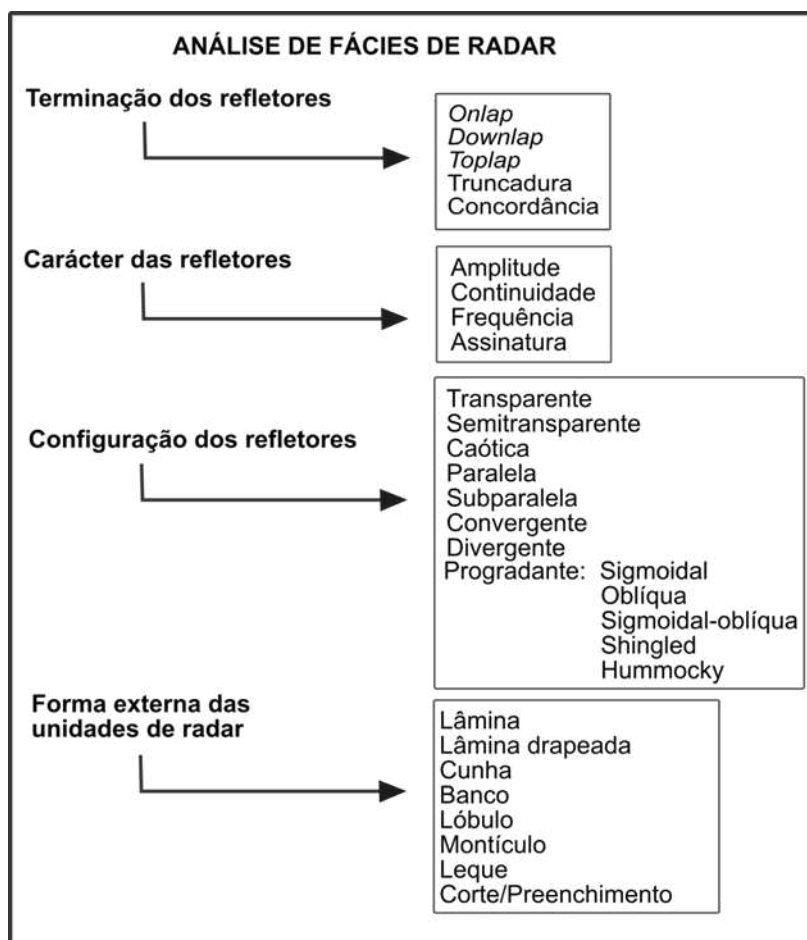 ANÁLISE DE FÁCIES DE RADAR
Terminação dos refletores
Onlap
Downlap
Toplap
Truncadura
Concordância
Carácter das refletores
Amplitude
Continuidade
Frequência
Assinatura
Configuração dos refletores
Transparente
Semitransparente
Caótica
Paralela
Subparalela
Convergente
Divergente
Progradante: Sigmoidal
Oblíqua
Sigmoidal-oblíqua
Shingled
Hummocky
Forma externa das
unidades de radar
Lâmina
Lâmina drapeada
Cunha
Banco
Lóbulo
Montículo
Leque
Corte/Preenchimento